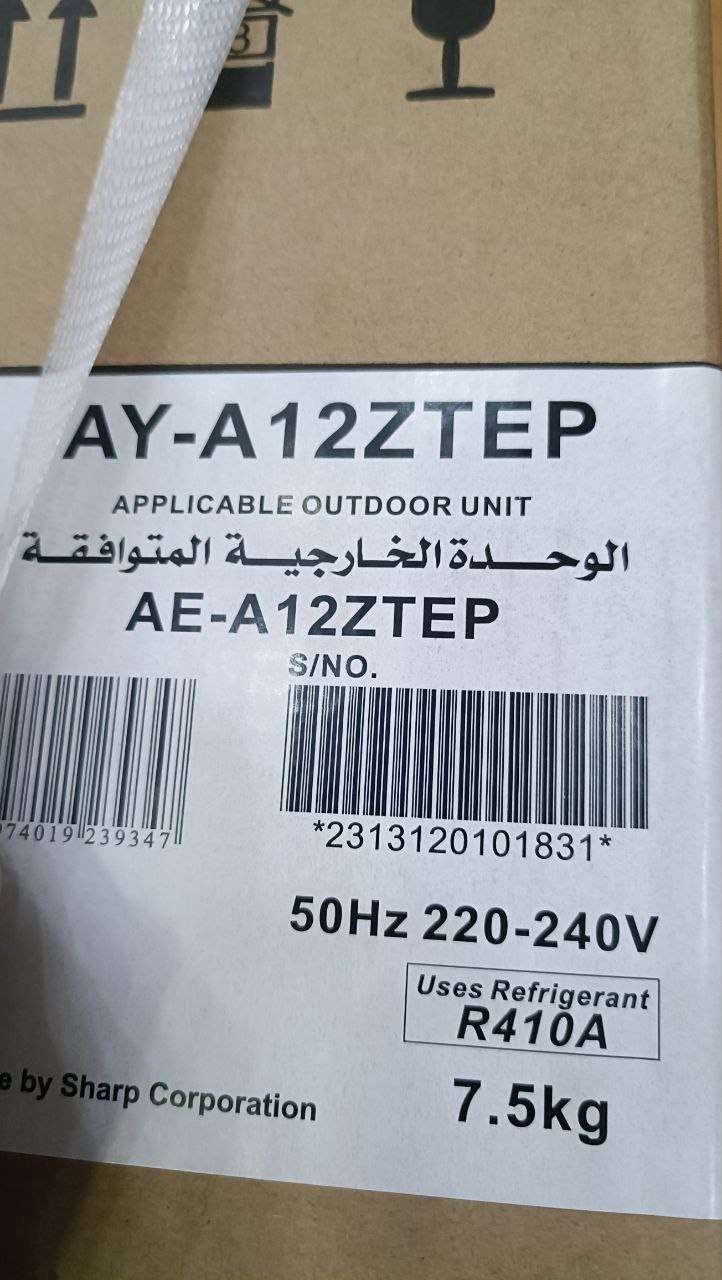 AY-A12ZTEP
APPLICABLE OUTDOOR UNIT
الوحدة الخارجية المتوافقة
AE-A12ZTEP
S/NO.
74019 239347
*2313120101831*
50Hz 220-240V
Uses Refrigerant
R410A
by Sharp Corporation
7.5kg